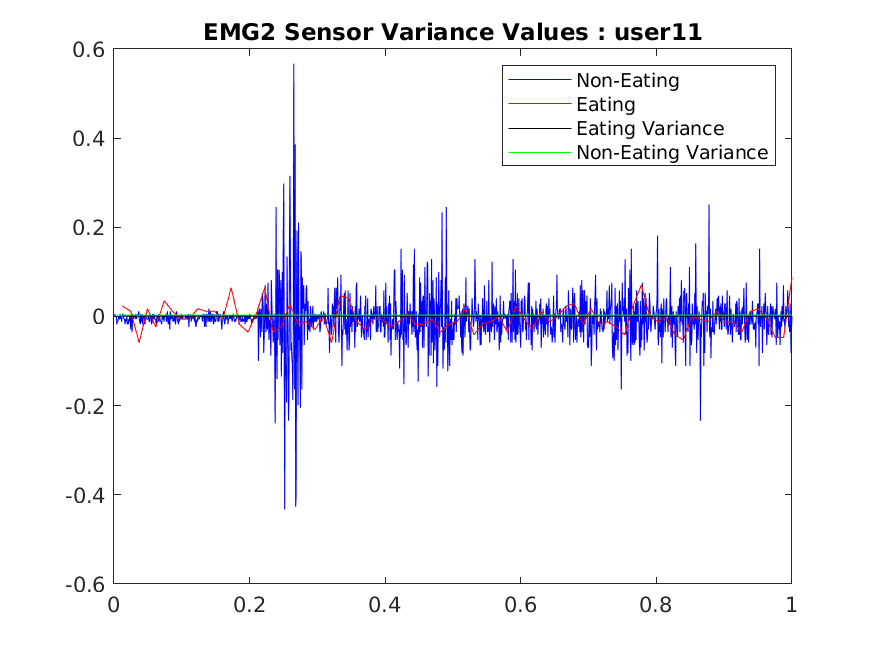 EMG2 Sensor Variance Values : user11
Non-Eating
Eating
Eating Variance
Non-Eating Variance
0.6
0.4
0.2
0
-0.2
-0.4
-0.6
0 0.2 0.4 0.6 0.8 1